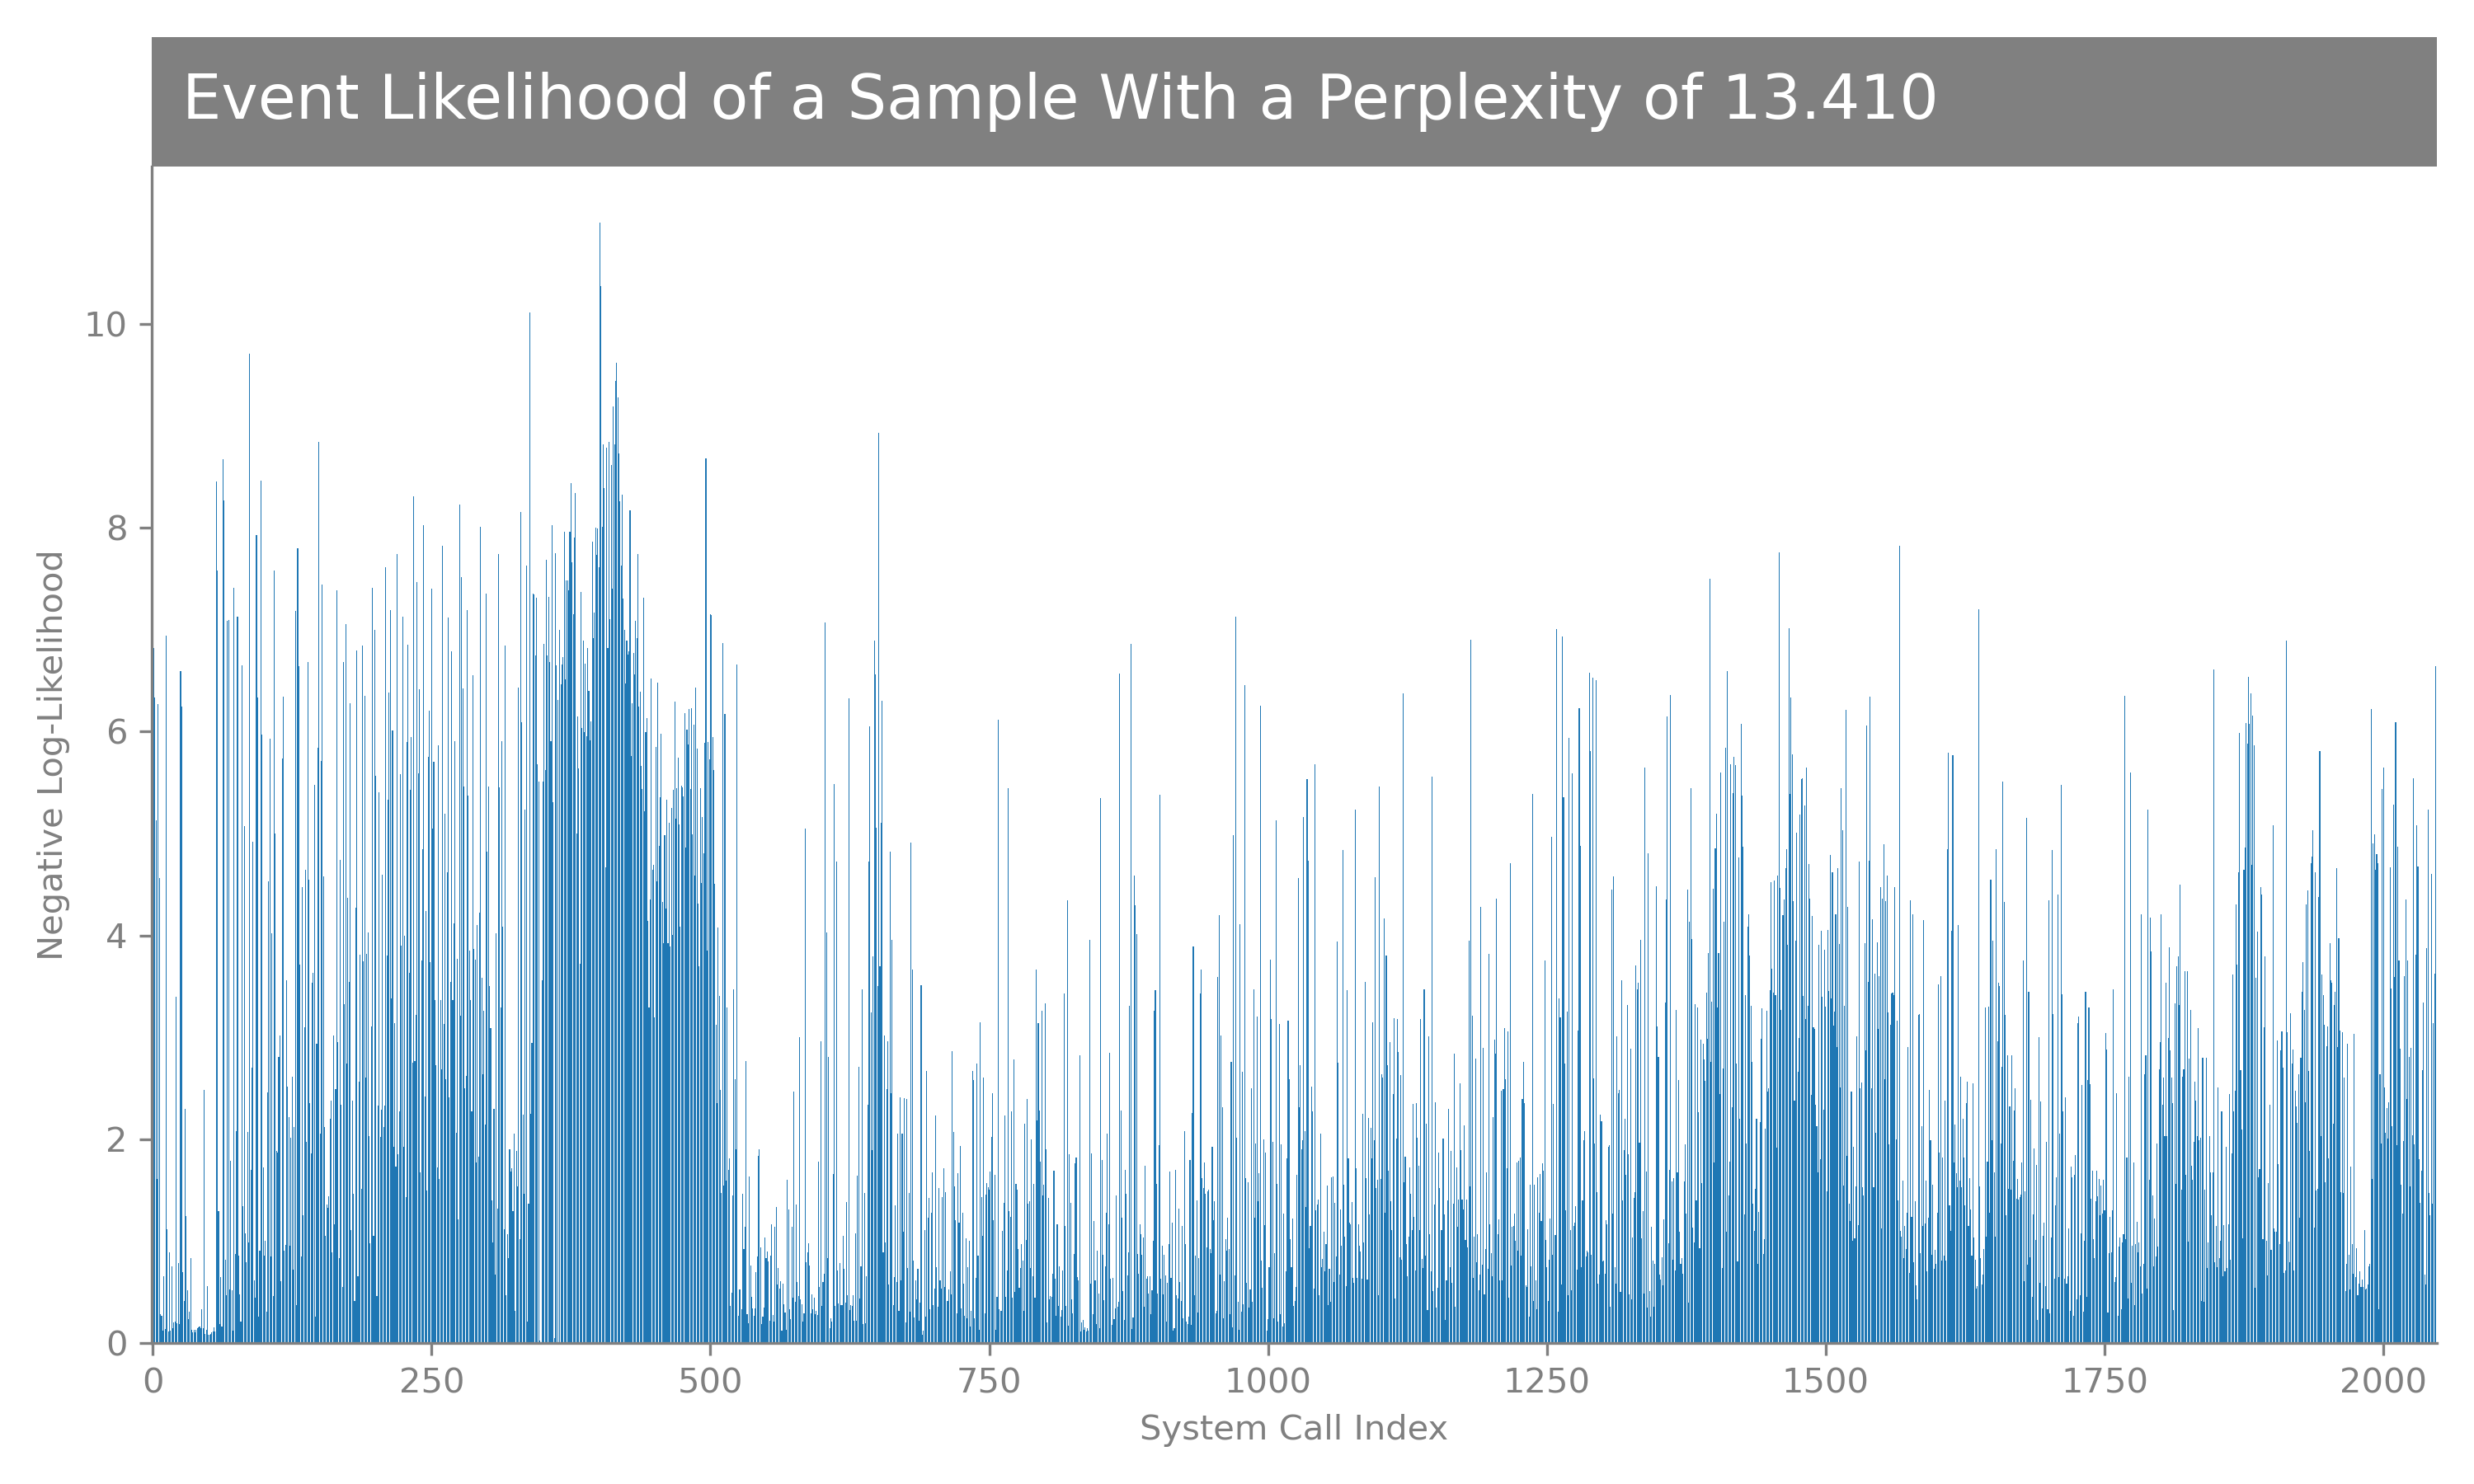 Event Likelihood of a Sample With a Perplexity of 13.410
Negative Log-Likelihood
10
8
6
4
2
0
0 250 500 750 1000 1250 1500 1750 2000
System Call Index